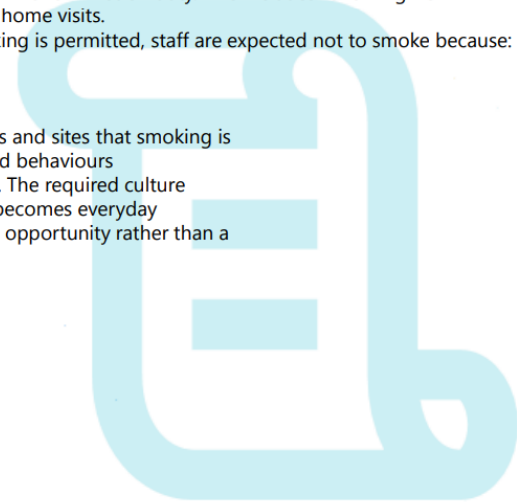 home visits.
ing is permitted, staff are expected not to smoke because:
s and sites that smoking is
d behaviours
. The required culture
becomes everyday
opportunity rather than a